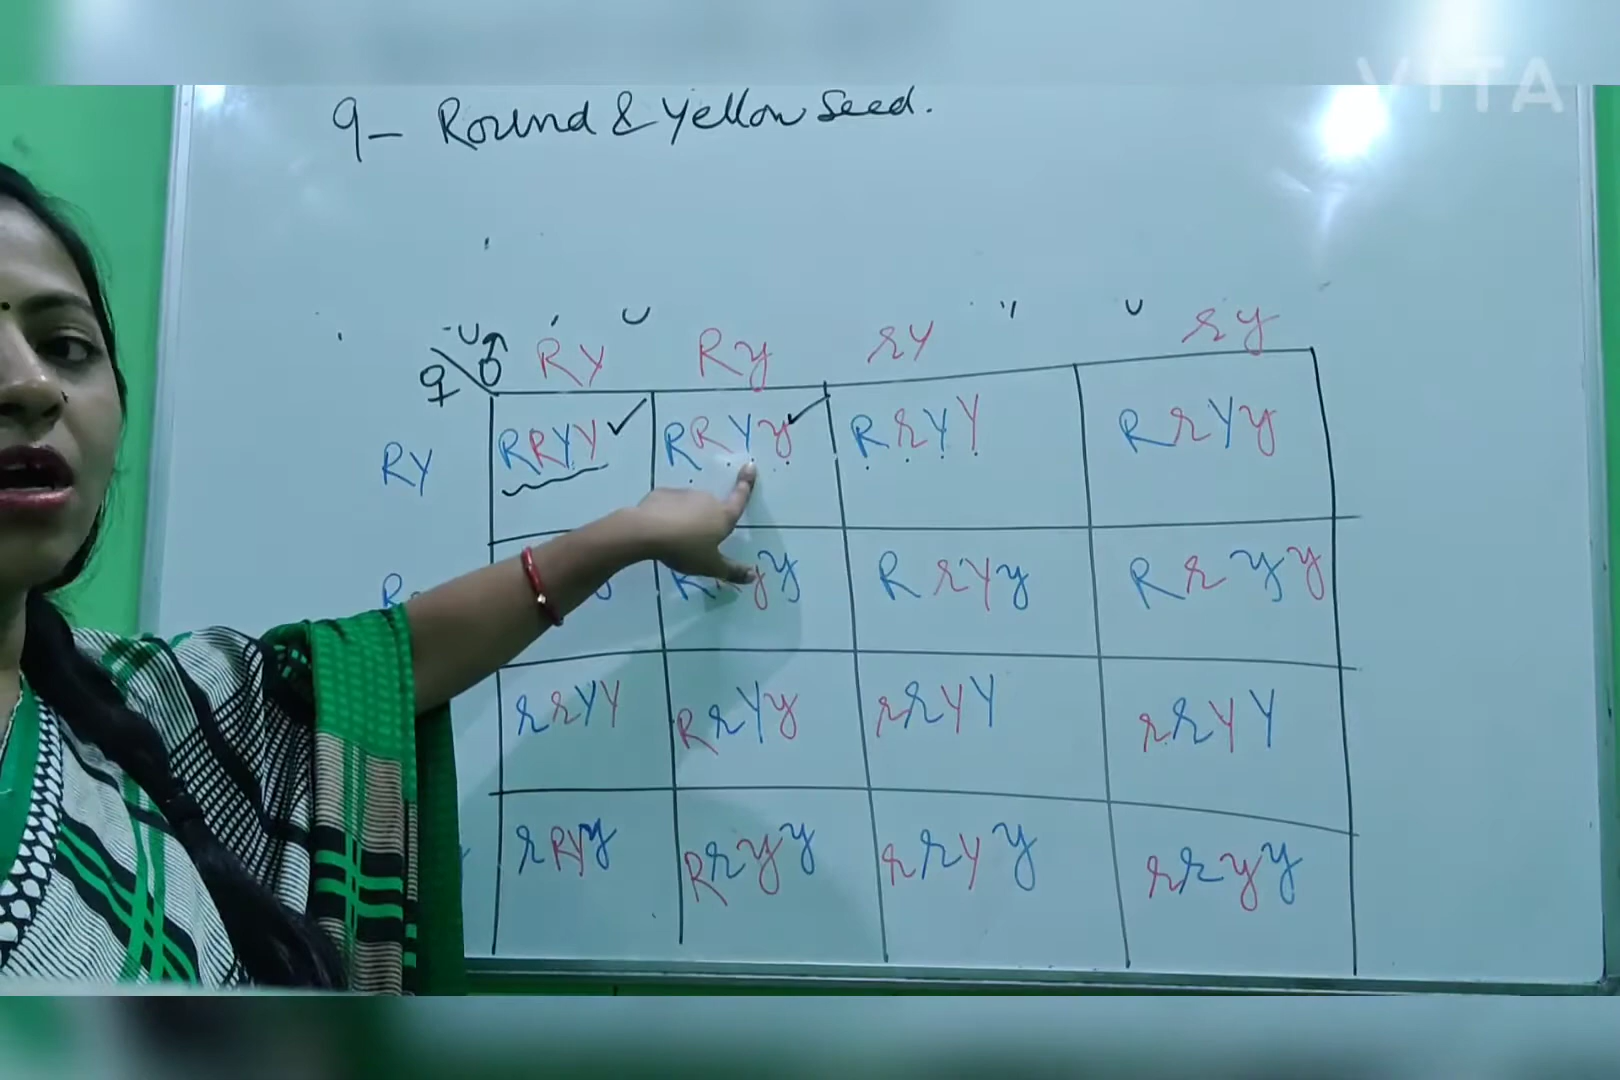 VITA
9- Round & Yellow Seed.
♀ ♂ RY Ry rY ry
RY RRYY ✓ RRYy ✓ RrYY RrYy
RrYy Rryy
rrYY RrYy rrYY rrYY
rRYy Rryy rrYy rryy